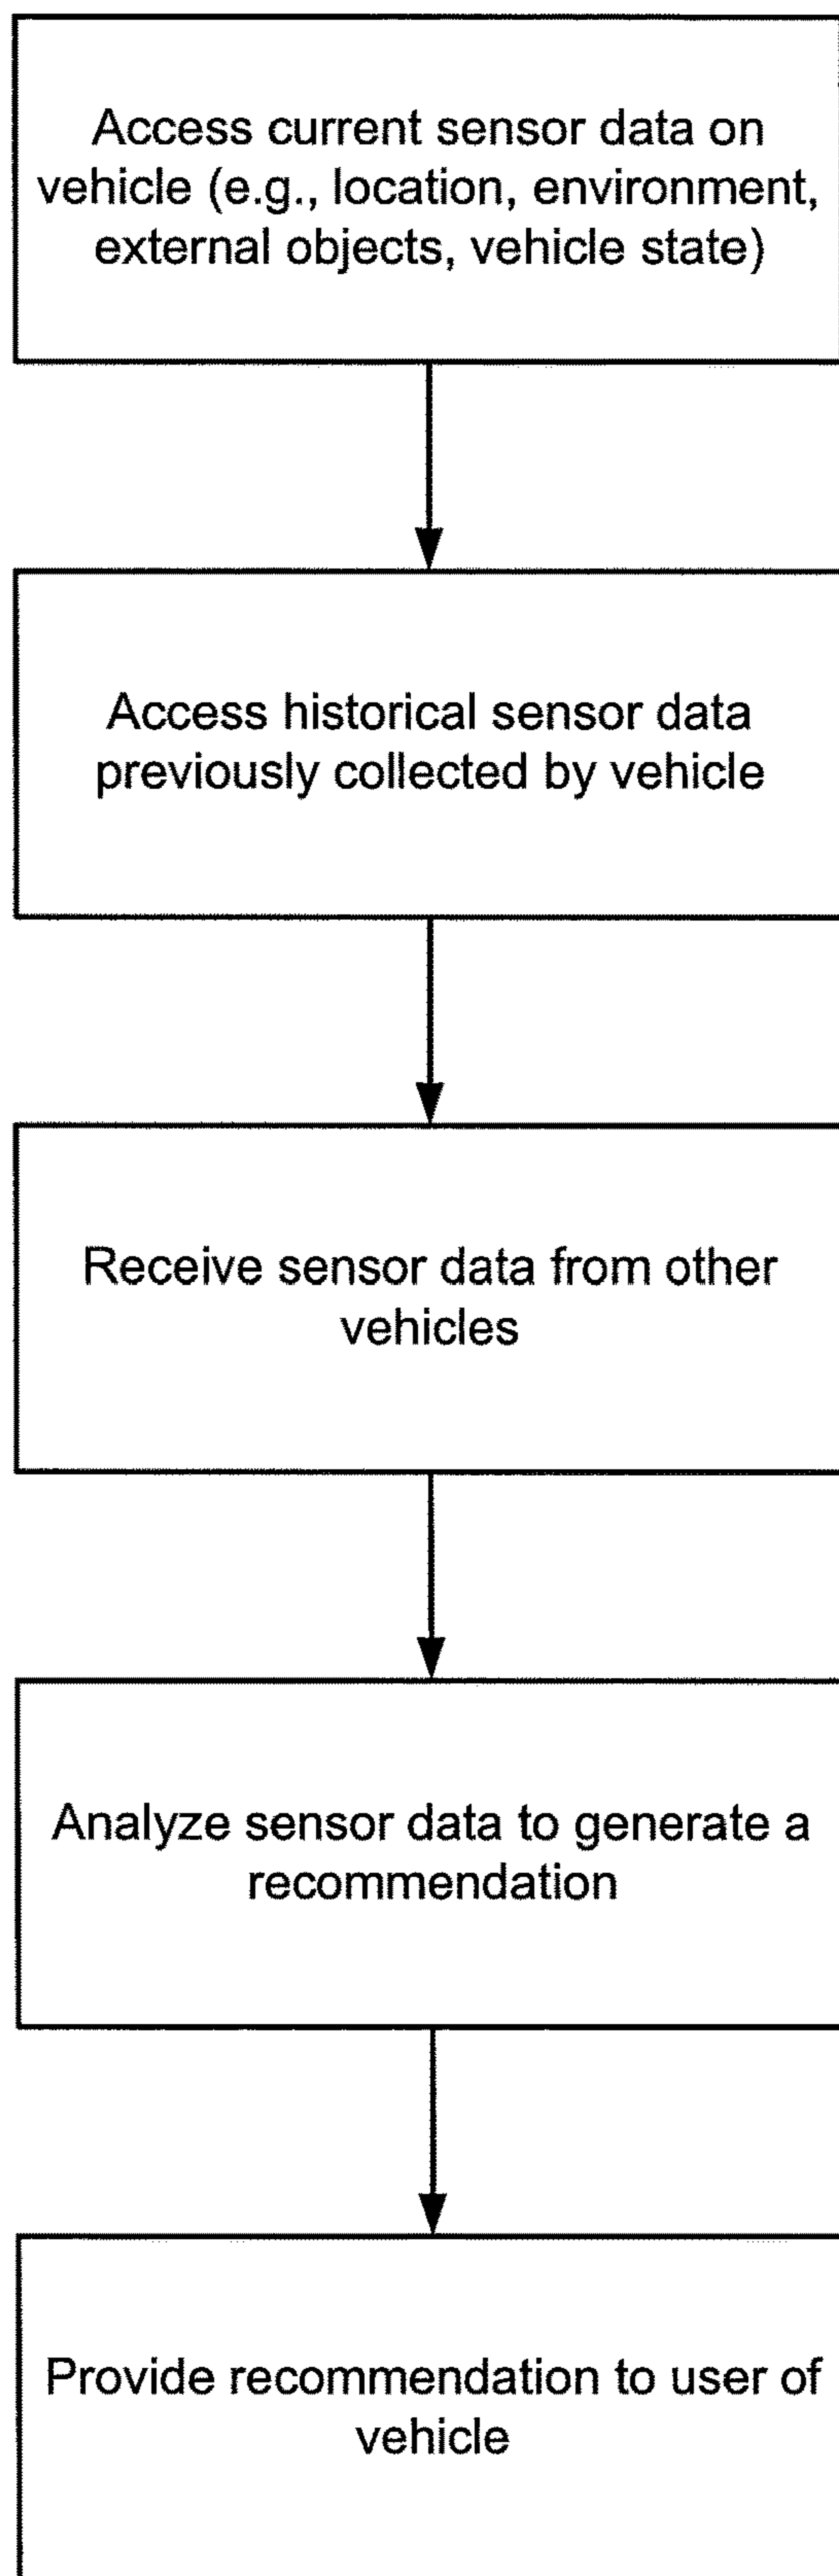 Access current sensor data on
vehicle (e.g., location, environment,
external objects, vehicle state)
Access historical sensor data
previously collected by vehicle
Receive sensor data from other
vehicles
Analyze sensor data to generate a
recommendation
Provide recommendation to user of
vehicle